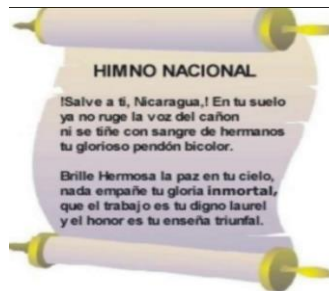 HIMNO NACIONAL
!Salve a ti, Nicaragua,! En tu suelo
ya no ruge la voz del cañon
ni se tiñe con sangre de hermanos
tu glorioso pendón bicolor.
Brille Hermosa la paz en tu cielo,
nada empañe tu gloria inmortal,
que el trabajo es tu digno laurel
y el honor es tu enseña triunfal.